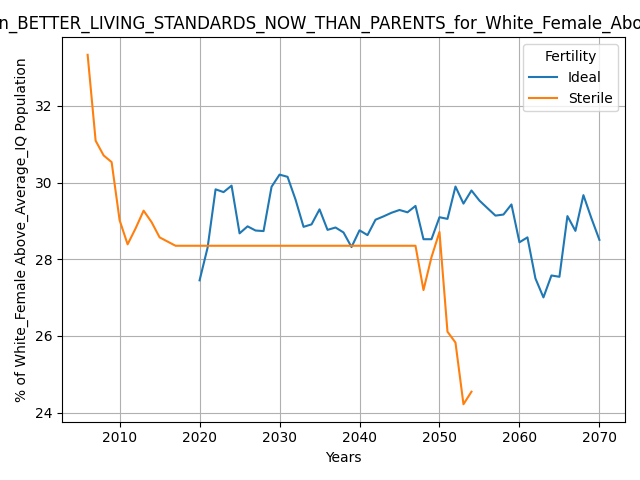 n_BETTER_LIVING_STANDARDS_NOW_THAN_PARENTS_for_White_Female_Abo
% of White_Female Above_Average_IQ Population
Fertility
Ideal
Sterile
32
30
28
26
24
2010 2020 2030 2040 2050 2060 2070
Years